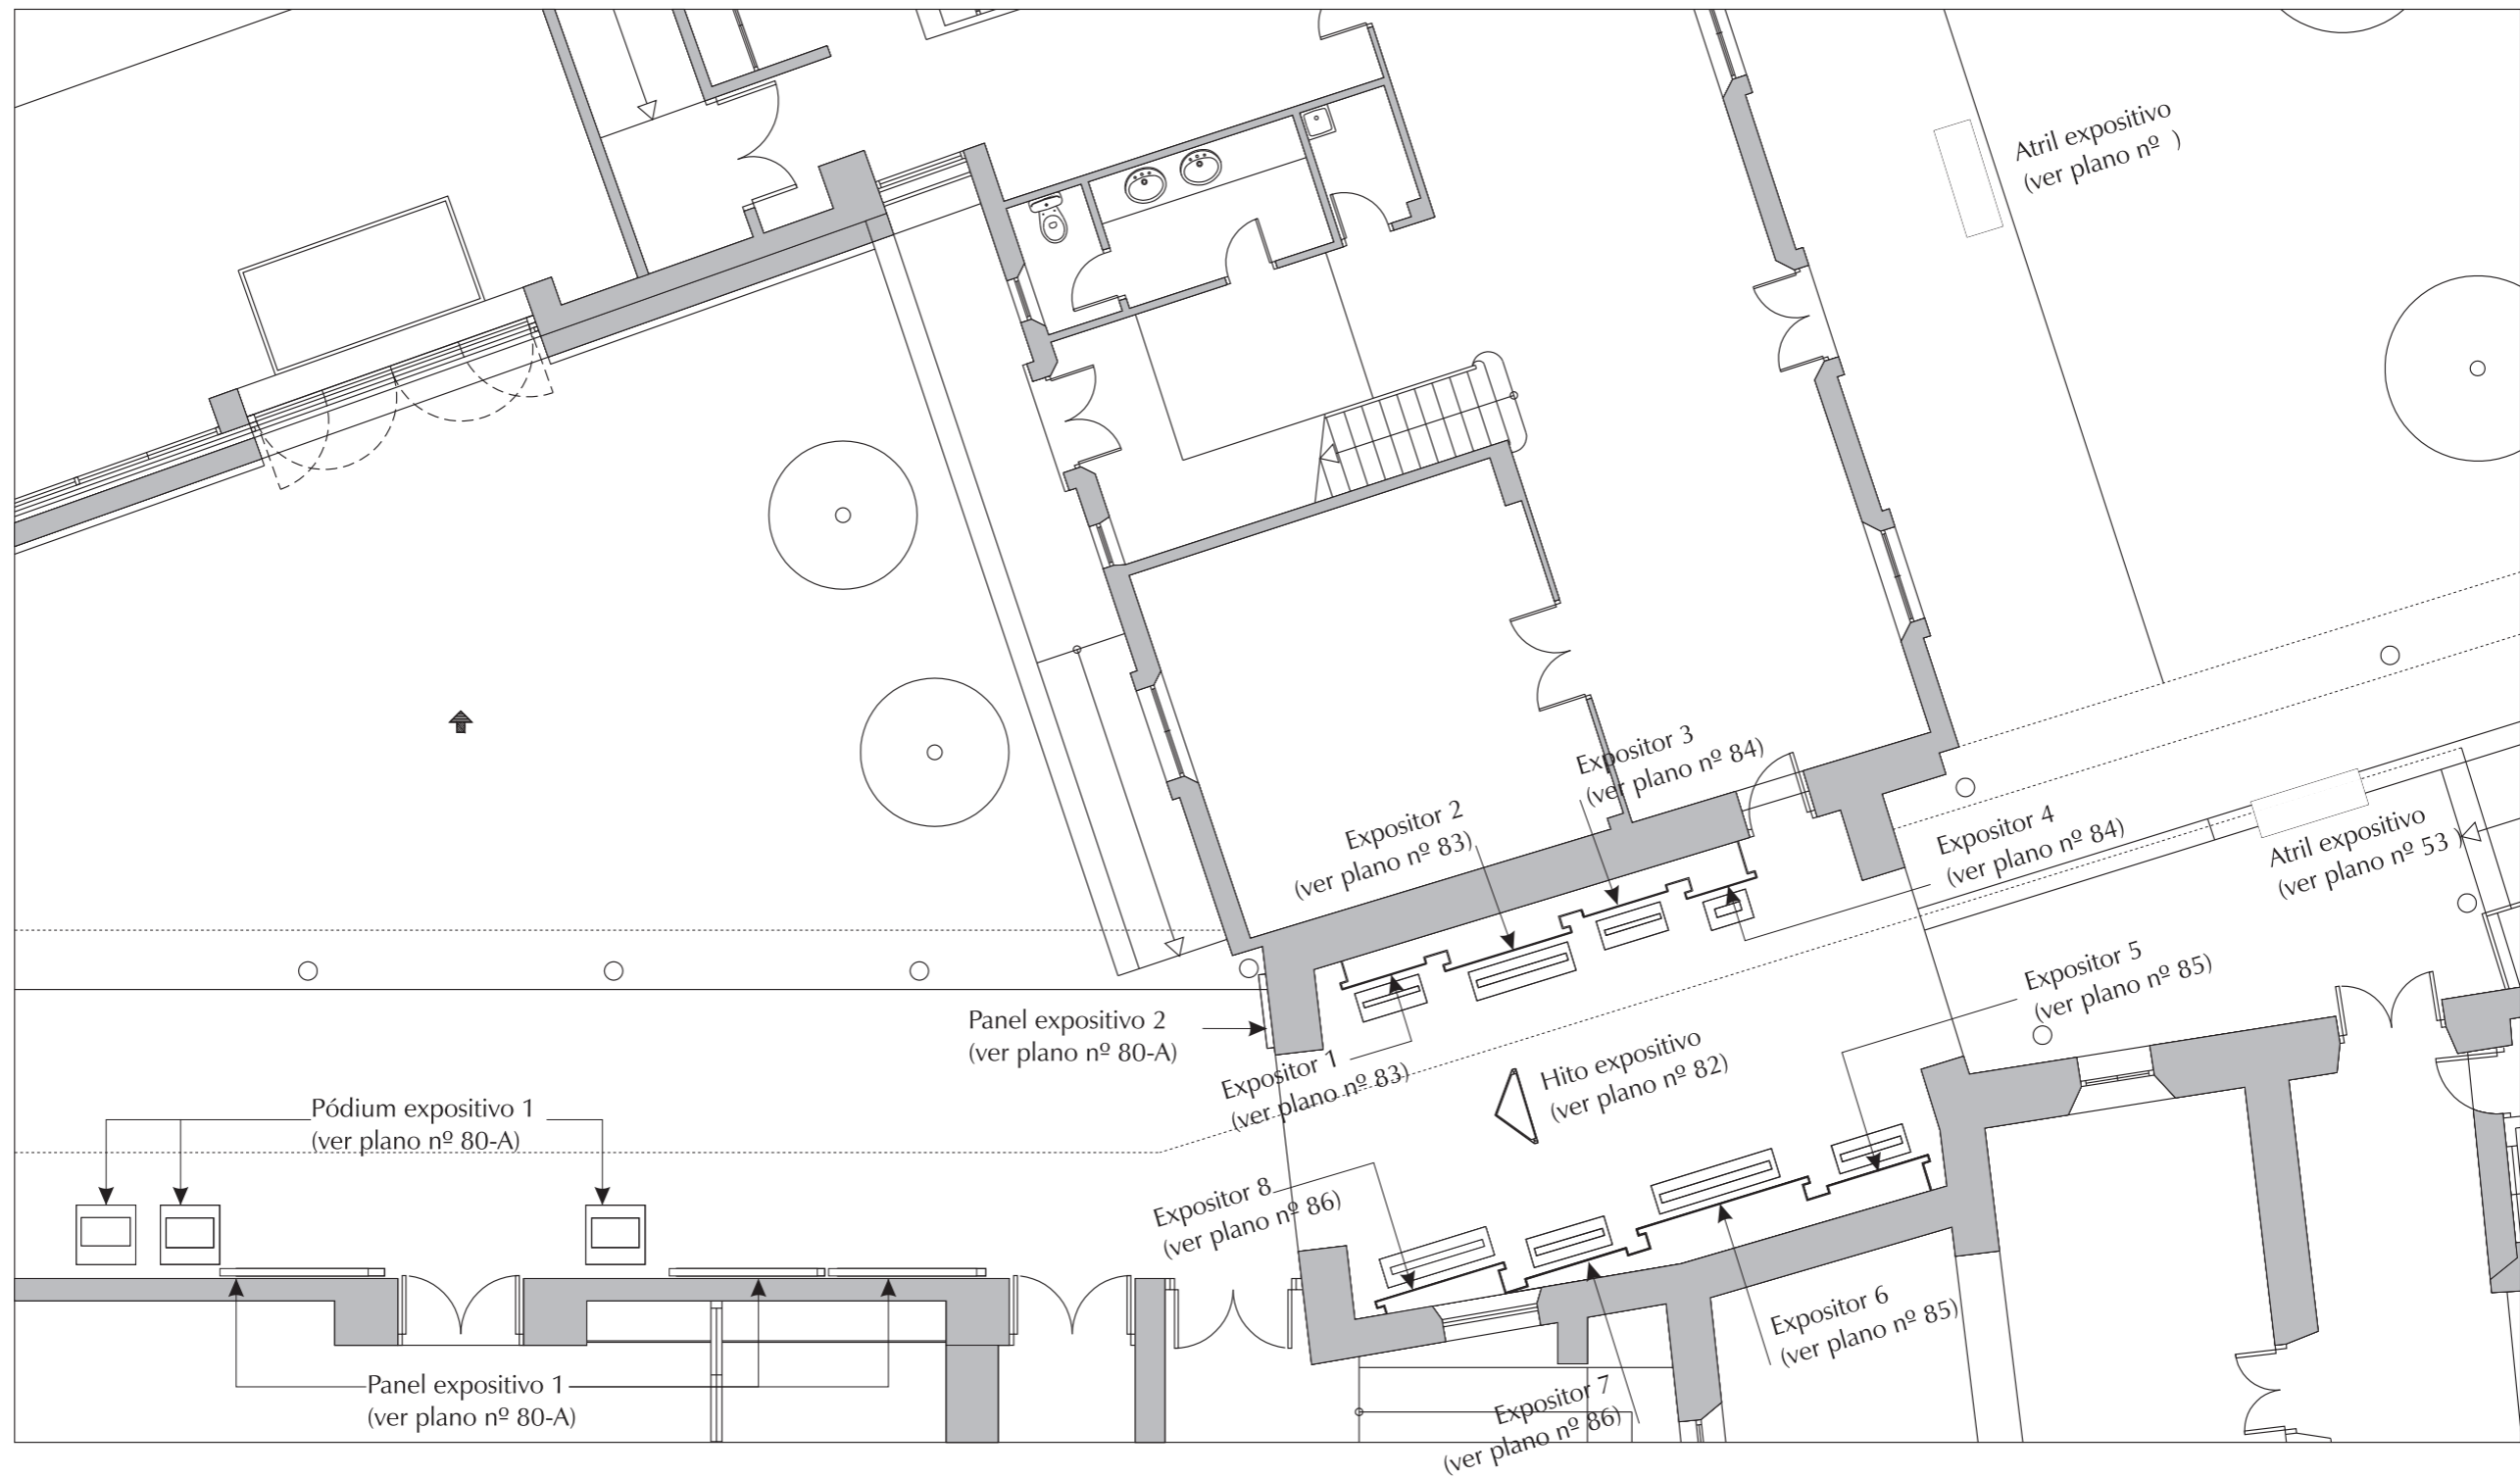 Atril expositivo
(ver plano nº )
Expositor 3
(ver plano nº 84)
Expositor 2
(ver plano nº 83)
Expositor 4
(ver plano nº 84)
Atril expositivo
(ver plano nº 53 )
Expositor 5
(ver plano nº 85)
Panel expositivo 2
(ver plano nº 80-A)
Expositor 1
(ver plano nº 83)
Hito expositivo
(ver plano nº 82)
Pódium expositivo 1
(ver plano nº 80-A)
Expositor 8
(ver plano nº 86)
Expositor 6
(ver plano nº 85)
Panel expositivo 1
(ver plano nº 80-A)
Expositor 7
(ver plano nº 86)